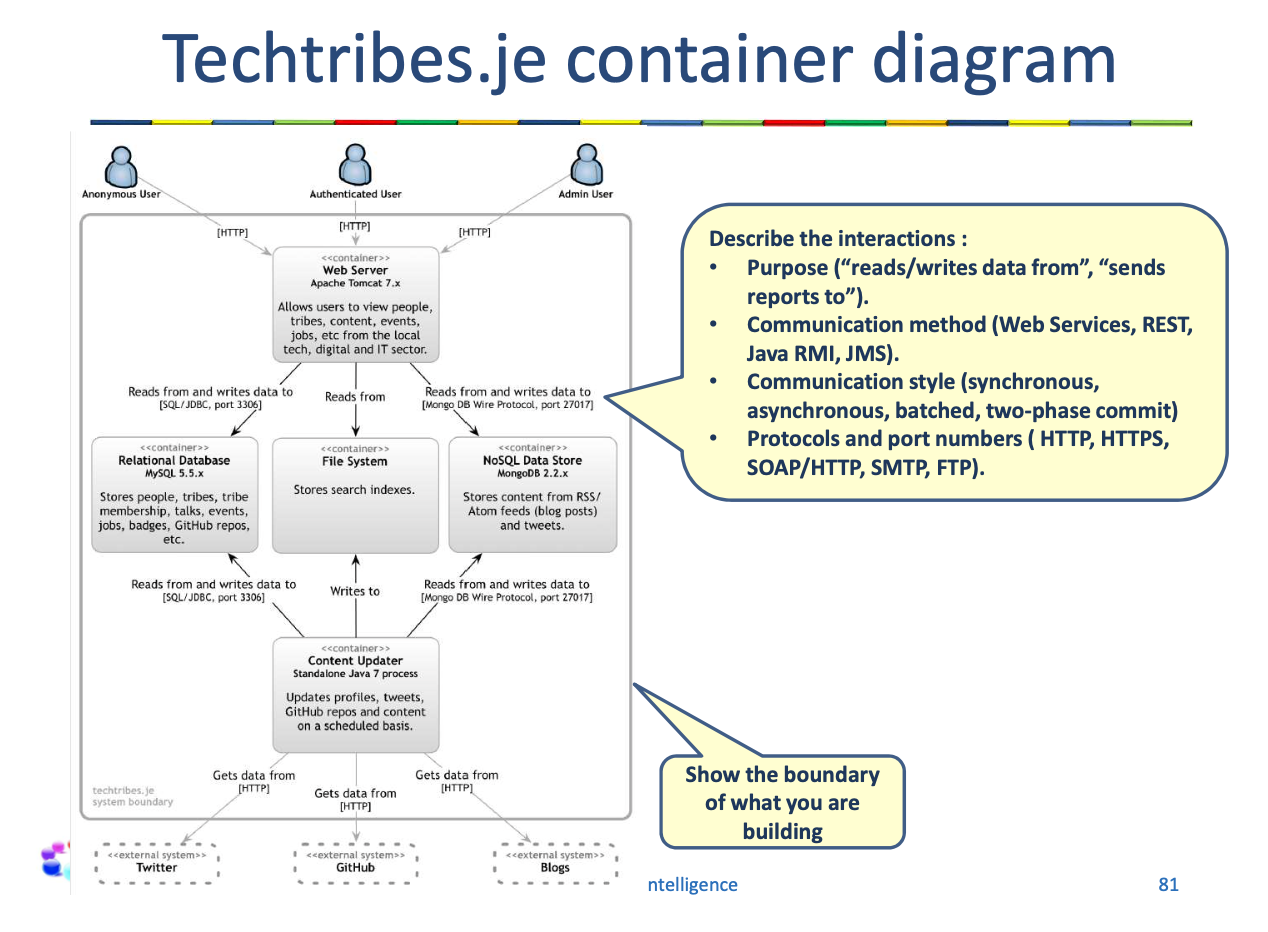 Techtribes.je container diagram
Anonymous User
Authenticated User
Admin User
[HTTP]
[HTTP]
[HTTP]
<<container>>
Web Server
Apache Tomcat 7.x
Allows users to view people,
tribes, content, events,
jobs, etc from the local
tech, digital and IT sector.
Reads from and writes data to
[SQL/JDBC, port 3306]
Reads from
Reads from and writes data to
[Mongo DB Wire Protocol, port 27017]
<<container>>
Relational Database
MySQL 5.5.x
Stores people, tribes, tribe
membership, talks, events,
jobs, badges, GitHub repos,
etc.
<<container>>
File System
Stores search indexes.
<<container>>
NoSQL Data Store
MongoDB 2.2.x
Stores content from RSS/
Atom feeds (blog posts)
and tweets.
Reads from and writes data to
[SQL/JDBC, port 3306]
Writes to
Reads from and writes data to
[Mongo DB Wire Protocol, port 27017]
<<container>>
Content Updater
Standalone Java 7 process
Updates profiles, tweets,
GitHub repos and content
on a scheduled basis.
Gets data from
[HTTP]
Gets data from
[HTTP]
Gets data from
[HTTP]
techtribes.je
system boundary
<<external system>>
Twitter
<<external system>>
GitHub
<<external system>>
Blogs
Describe the interactions :
• Purpose (“reads/writes data from”, “sends
reports to”).
• Communication method (Web Services, REST,
Java RMI, JMS).
• Communication style (synchronous,
asynchronous, batched, two-phase commit)
• Protocols and port numbers ( HTTP, HTTPS,
SOAP/HTTP, SMTP, FTP).
Show the boundary
of what you are
building
ntelligence
81